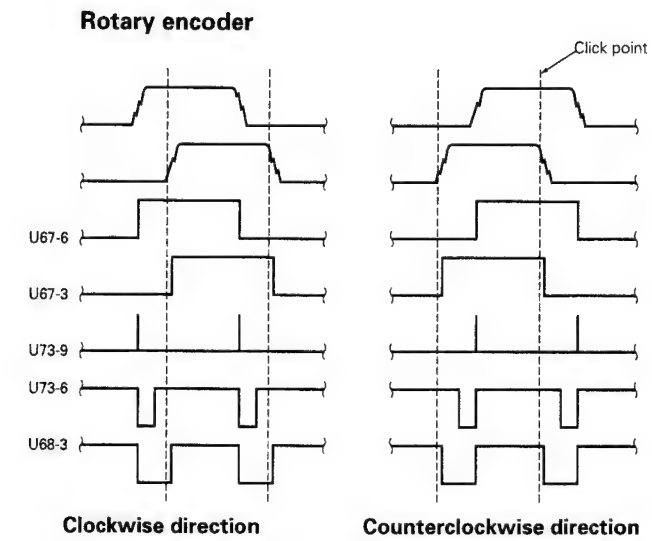 Rotary encoder
Click point
U67-6
U67-3
U73-9
U73-6
U68-3
Clockwise direction
Counterclockwise direction